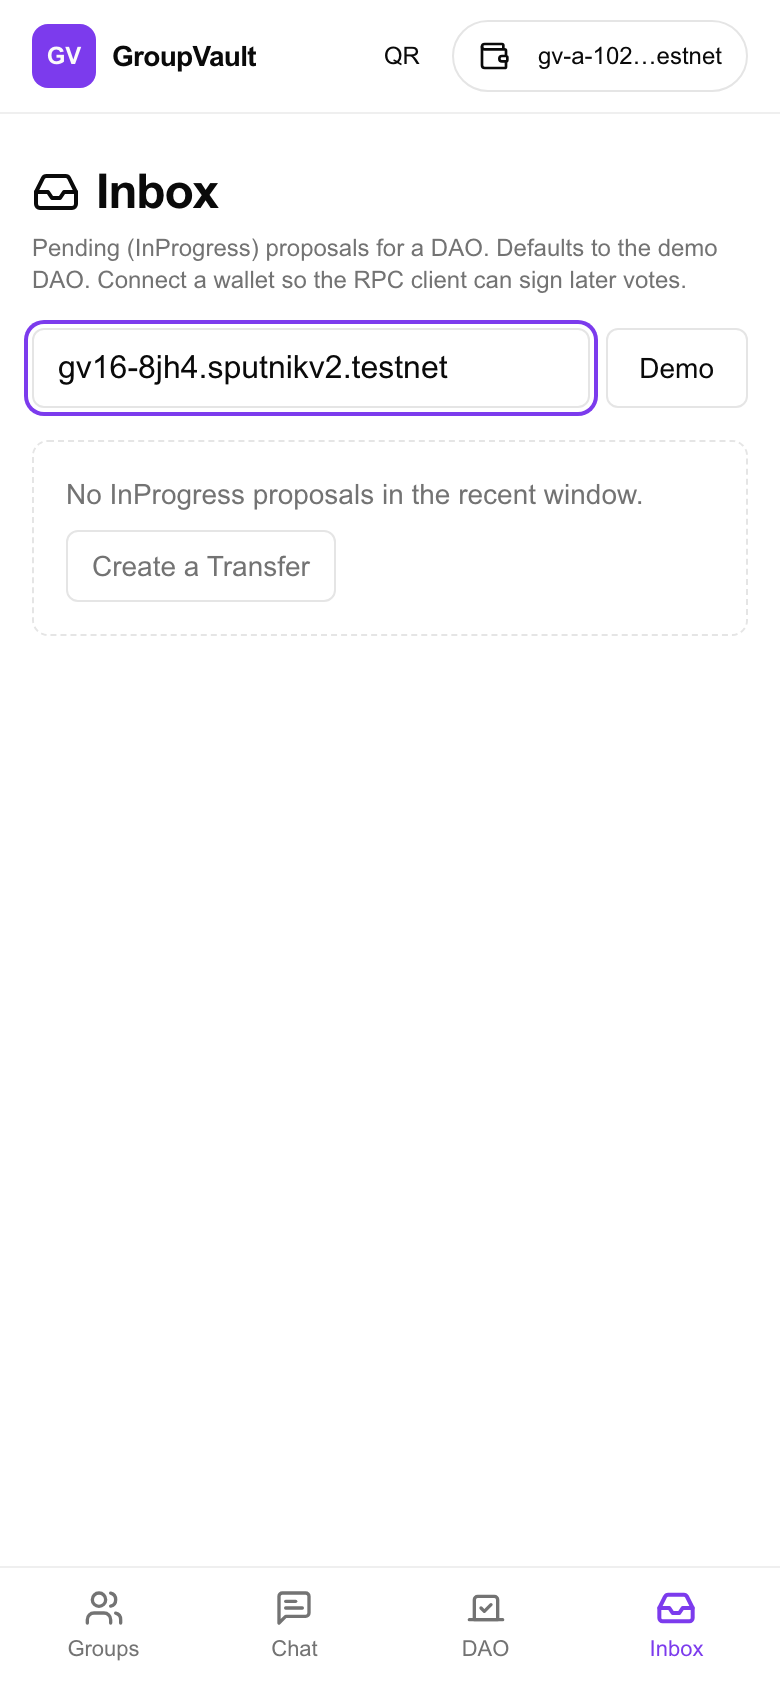 GV GroupVault QR gv-a-102...estnet
Inbox
Pending (InProgress) proposals for a DAO. Defaults to the demo
DAO. Connect a wallet so the RPC client can sign later votes.
gv16-8jh4.sputnikv2.testnet Demo
No InProgress proposals in the recent window.
Create a Transfer
Groups Chat DAO Inbox